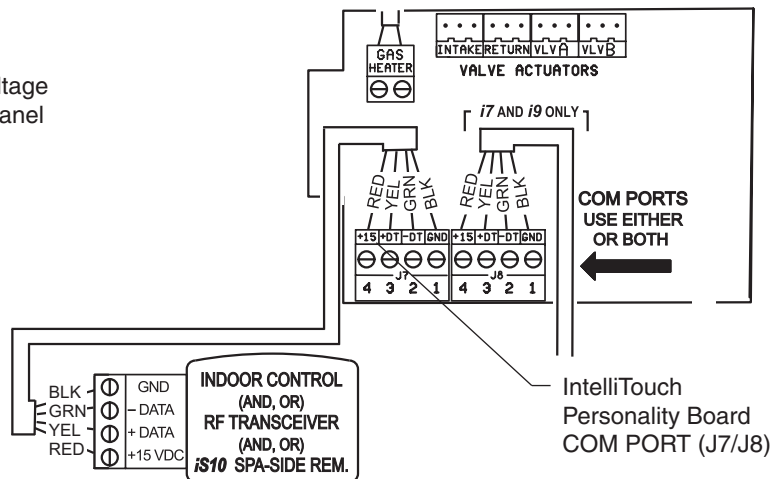 ltage
anel
GAS
HEATER
INTAKE RETURN VLVA VLVB
VALVE ACTUATORS
i7 AND i9 ONLY
RED YEL GRN BLK
RED YEL GRN BLK
COM PORTS
USE EITHER
OR BOTH
+15 +DT -DT GND
+15 +DT -DT GND
J7
J8
4 3 2 1
4 3 2 1
BLK GND
GRN – DATA
YEL + DATA
RED +15 VDC
INDOOR CONTROL
(AND, OR)
RF TRANSCEIVER
(AND, OR)
iS10 SPA-SIDE REM.
IntelliTouch
Personality Board
COM PORT (J7/J8)